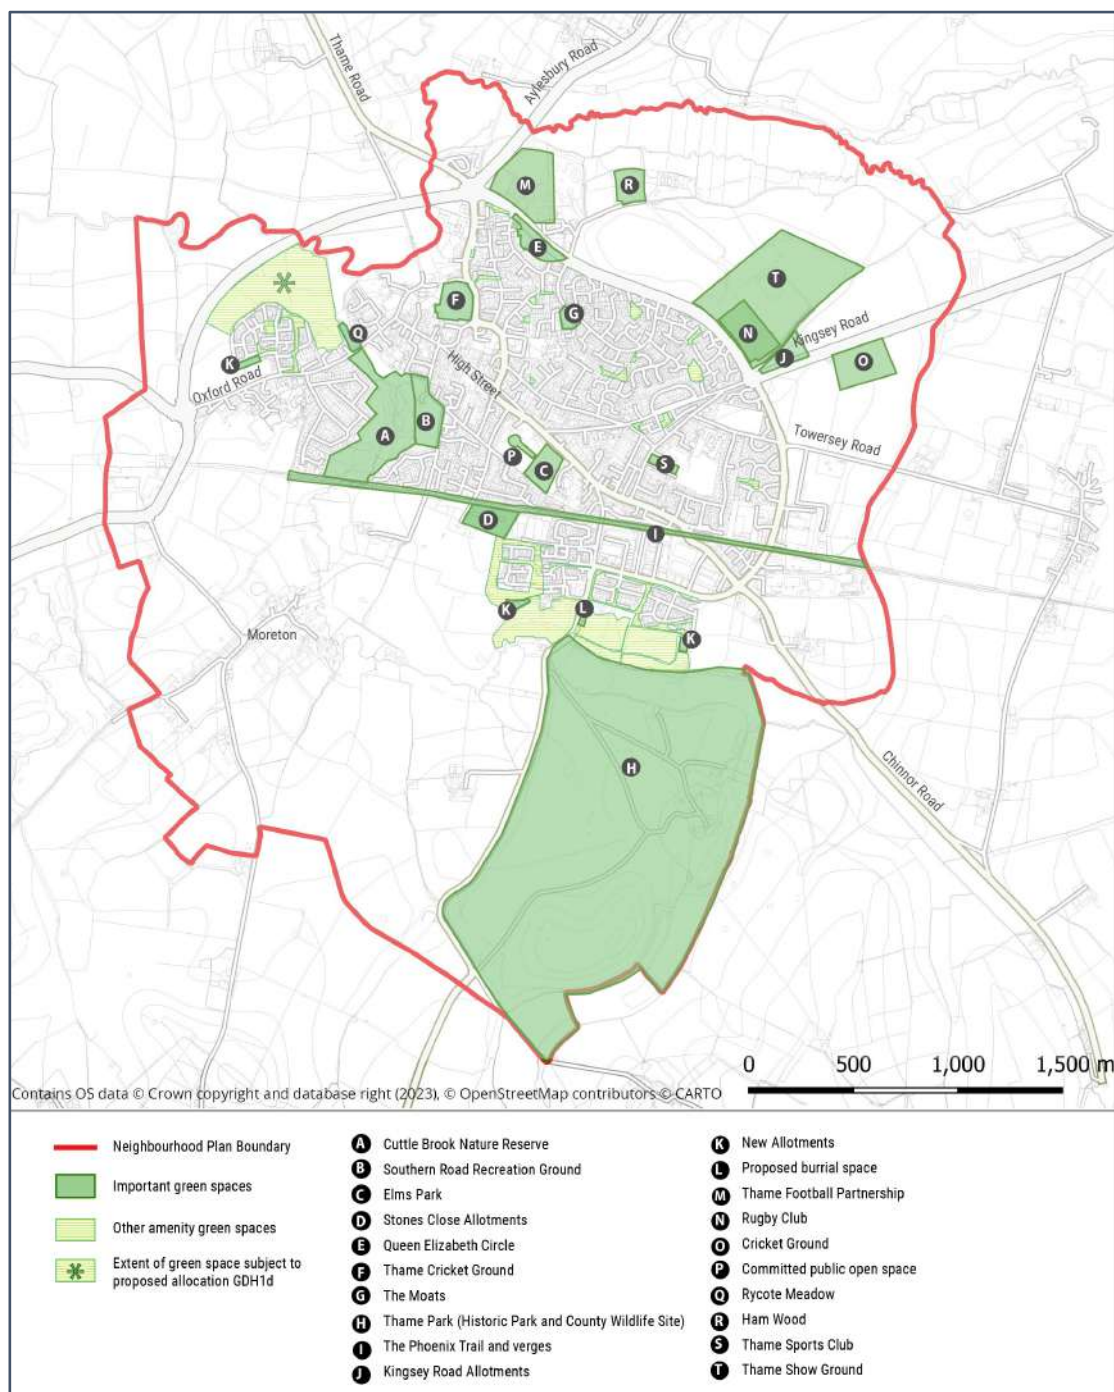 Thame Road
Aylesbury Road
M
R
E
T
F
G
Q
N
Kingsey Road
J
K
O
High Street
Oxford Road
B
A
Towersey Road
P
C
S
D
I
K
L
K
Moreton
H
Chinnor Road
0 500 1,000 1,500 m
Contains OS data © Crown copyright and database right (2023), © OpenStreetMap contributors © CARTO
Neighbourhood Plan Boundary
Important green spaces
Other amenity green spaces
Extent of green space subject to
proposed allocation GDH1d
A Cuttle Brook Nature Reserve
B Southern Road Recreation Ground
C Elms Park
D Stones Close Allotments
E Queen Elizabeth Circle
F Thame Cricket Ground
G The Moats
H Thame Park (Historic Park and County Wildlife Site)
I The Phoenix Trail and verges
J Kingsey Road Allotments
K New Allotments
L Proposed burial space
M Thame Football Partnership
N Rugby Club
O Cricket Ground
P Committed public open space
Q Rycote Meadow
R Ham Wood
S Thame Sports Club
T Thame Show Ground